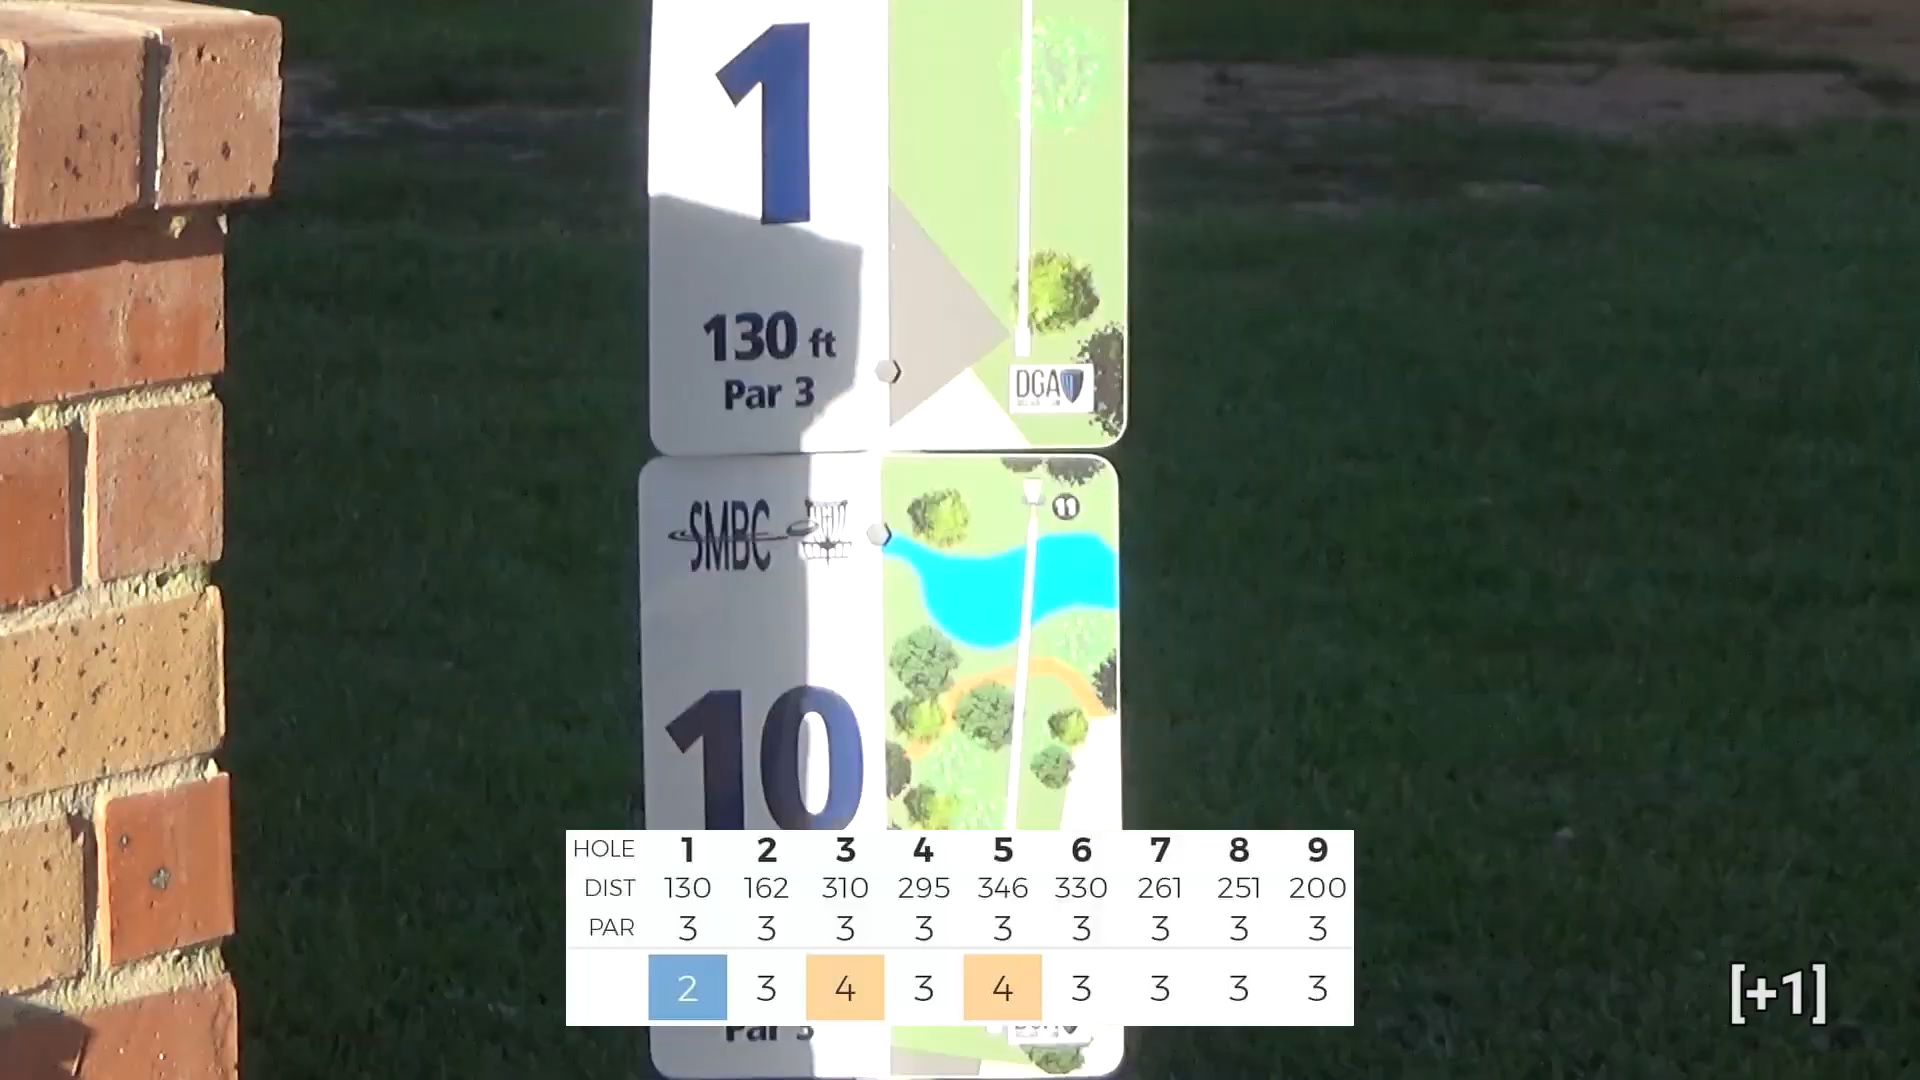 1
130 ft
Par 3
DGA
SMBC
11
10
HOLE 1 2 3 4 5 6 7 8 9
DIST 130 162 310 295 346 330 261 251 200
PAR 3 3 3 3 3 3 3 3 3
2 3 4 3 4 3 3 3 3
[+1]
Par 3